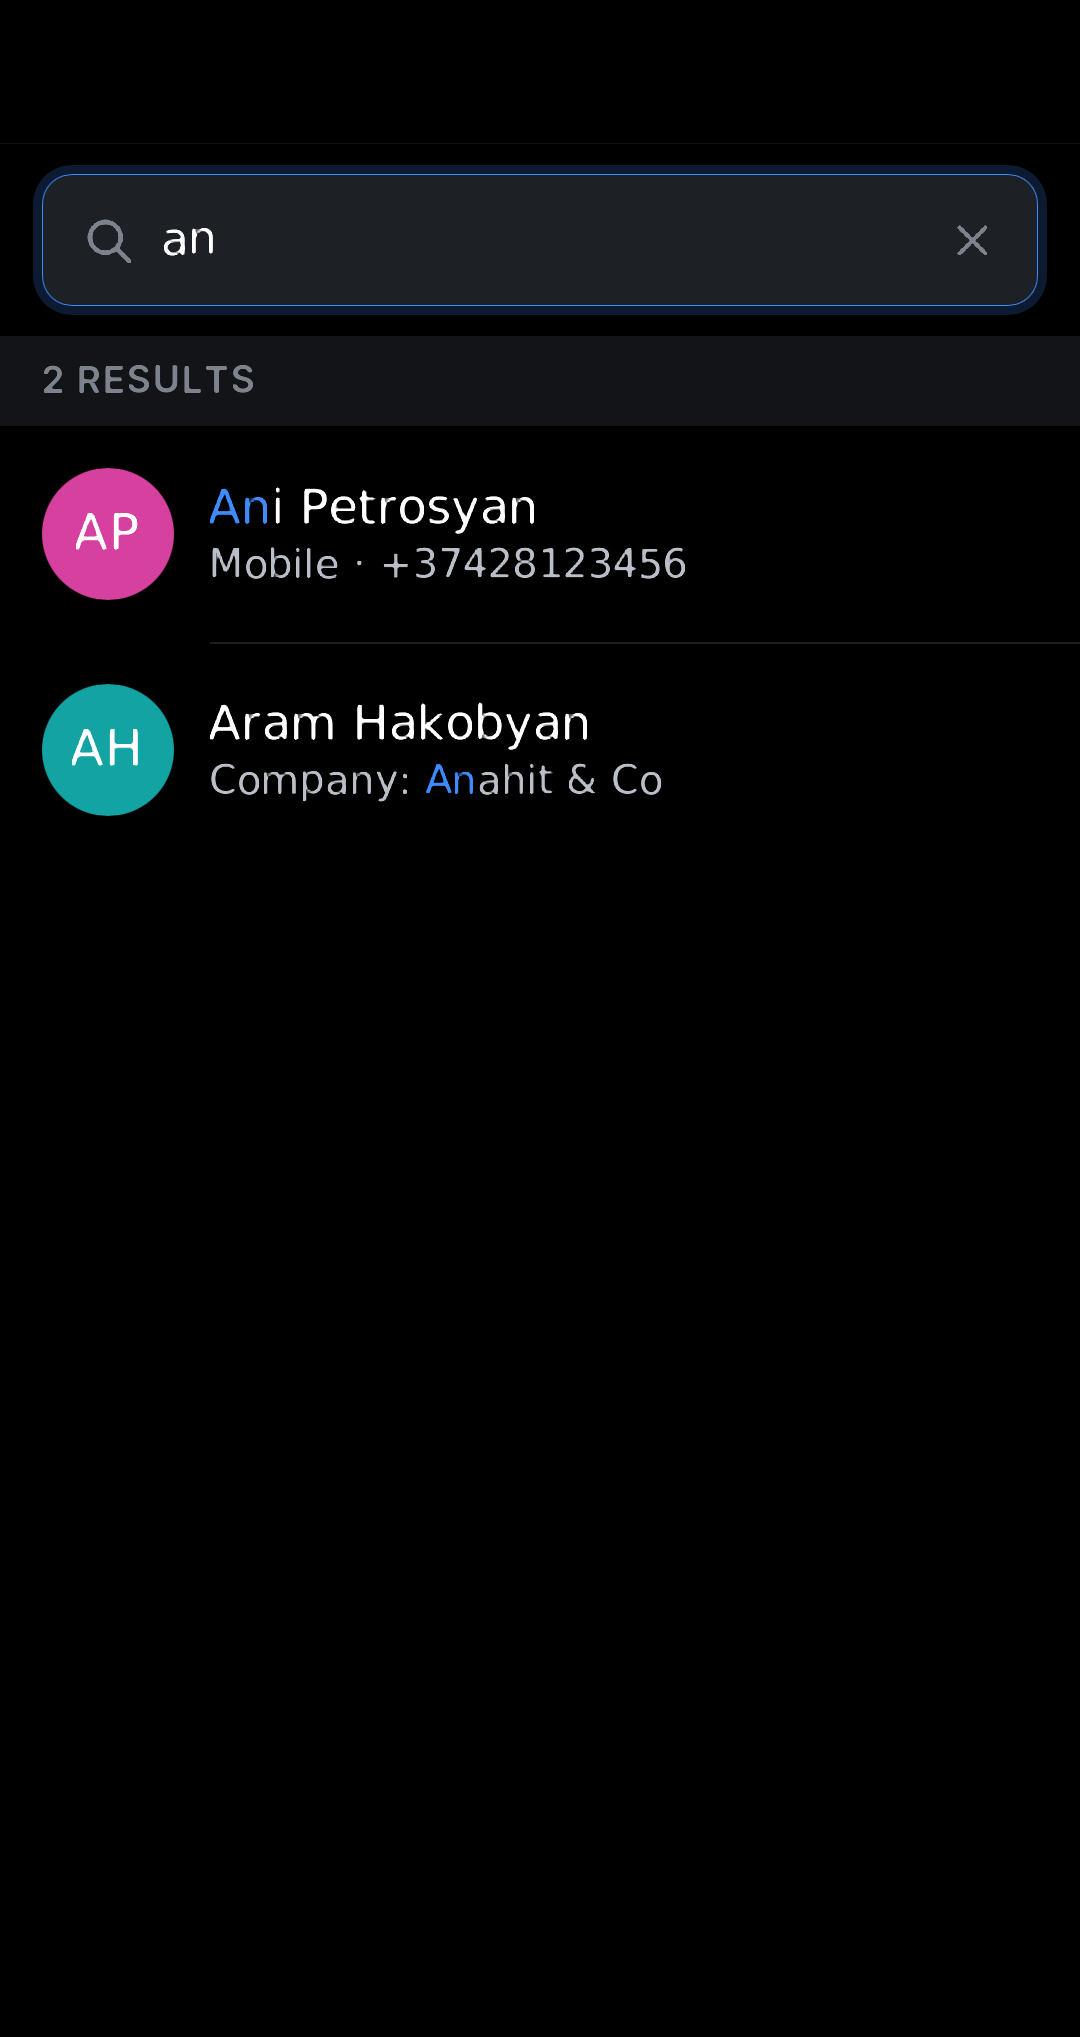 an
2 RESULTS
AP
Ani Petrosyan
Mobile · +37428123456
AH
Aram Hakobyan
Company: Anahit & Co